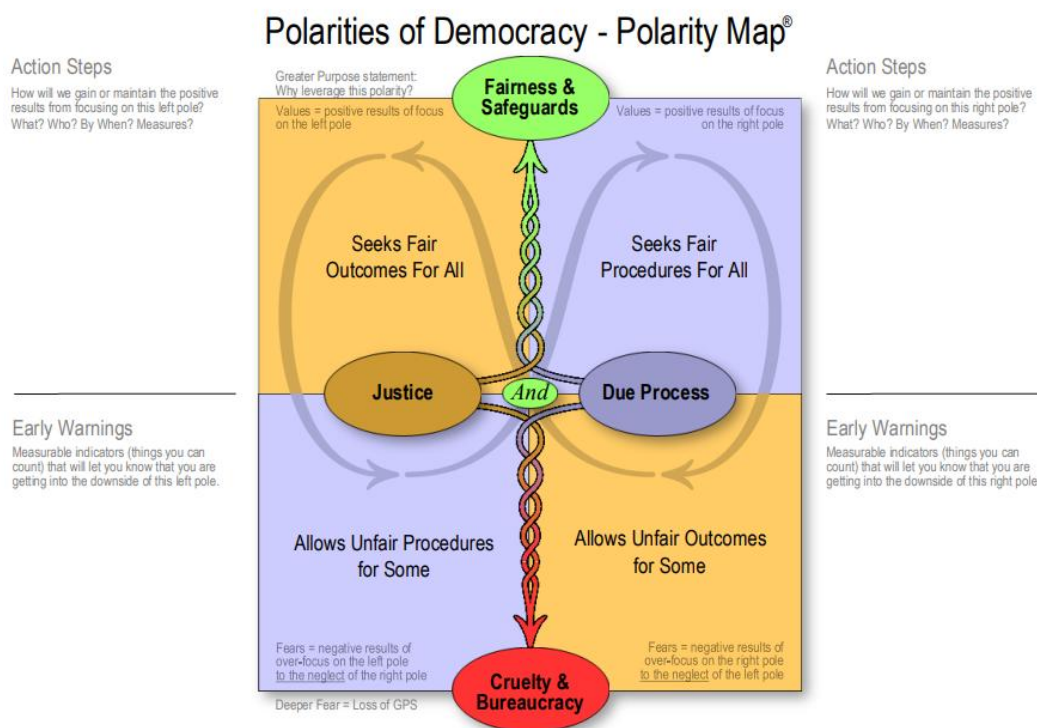 Polarities of Democracy - Polarity Map®
Action Steps
How will we gain or maintain the positive
results from focusing on this left pole?
What? Who? By When? Measures?
Greater Purpose statement:
Why leverage this polarity?
Fairness &
Safeguards
Values = positive results of focus
on the left pole
Values = positive results of focus
on the right pole
Action Steps
How will we gain or maintain the positive
results from focusing on this right pole?
What? Who? By When? Measures?
Seeks Fair
Outcomes For All
Seeks Fair
Procedures For All
Justice
And
Due Process
Early Warnings
Measurable indicators (things you can
count) that will let you know that you are
getting into the downside of this left pole.
Early Warnings
Measurable indicators (things you can
count) that will let you know that you are
getting into the downside of this right pole
Allows Unfair Procedures
for Some
Allows Unfair Outcomes
for Some
Fears = negative results of
over-focus on the left pole
to the neglect of the right pole
Fears = negative results of
over-focus on the right pole
to the neglect of the left pole
Cruelty &
Bureaucracy
Deeper Fear = Loss of GPS